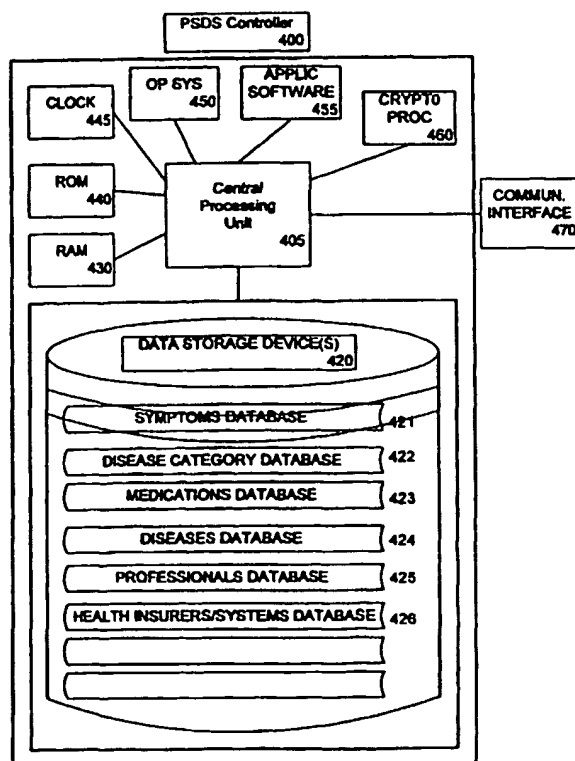 PSDS Controller
400
CLOCK
445
OP SYS
450
APPLIC
SOFTWARE
455
CRYPTO
PROC
460
ROM
440
Central
Processing
Unit
405
COMMUN.
INTERFACE
470
RAM
430
DATA STORAGE DEVICE(S)
420
SYMPTOMS DATABASE 421
DISEASE CATEGORY DATABASE 422
MEDICATIONS DATABASE 423
DISEASES DATABASE 424
PROFESSIONALS DATABASE 425
HEALTH INSURERS/SYSTEMS DATABASE 426